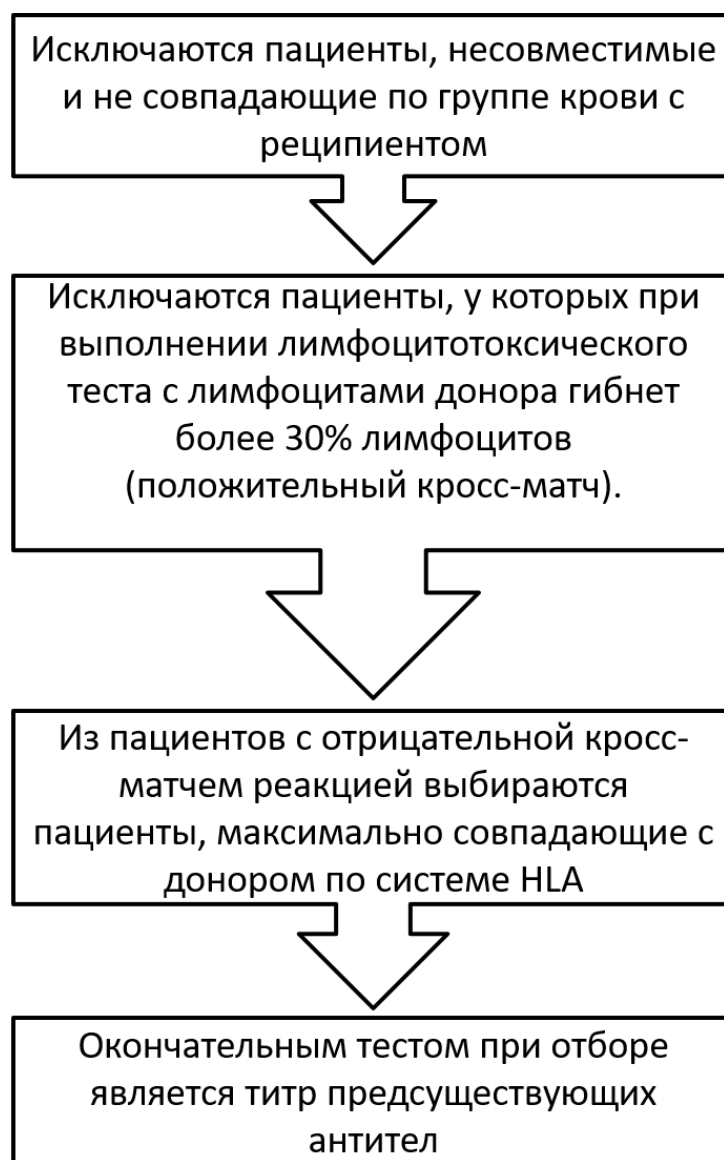 Исключаются пациенты, несовместимые
и не совпадающие по группе крови с
реципиентом
Исключаются пациенты, у которых при
выполнении лимфоцитотоксического
теста с лимфоцитами донора гибнет
более 30% лимфоцитов
(положительный кросс-матч).
Из пациентов с отрицательной кросс-
матчем реакцией выбираются
пациенты, максимально совпадающие с
донором по системе HLA
Окончательным тестом при отборе
является титр предсуществующих
антител